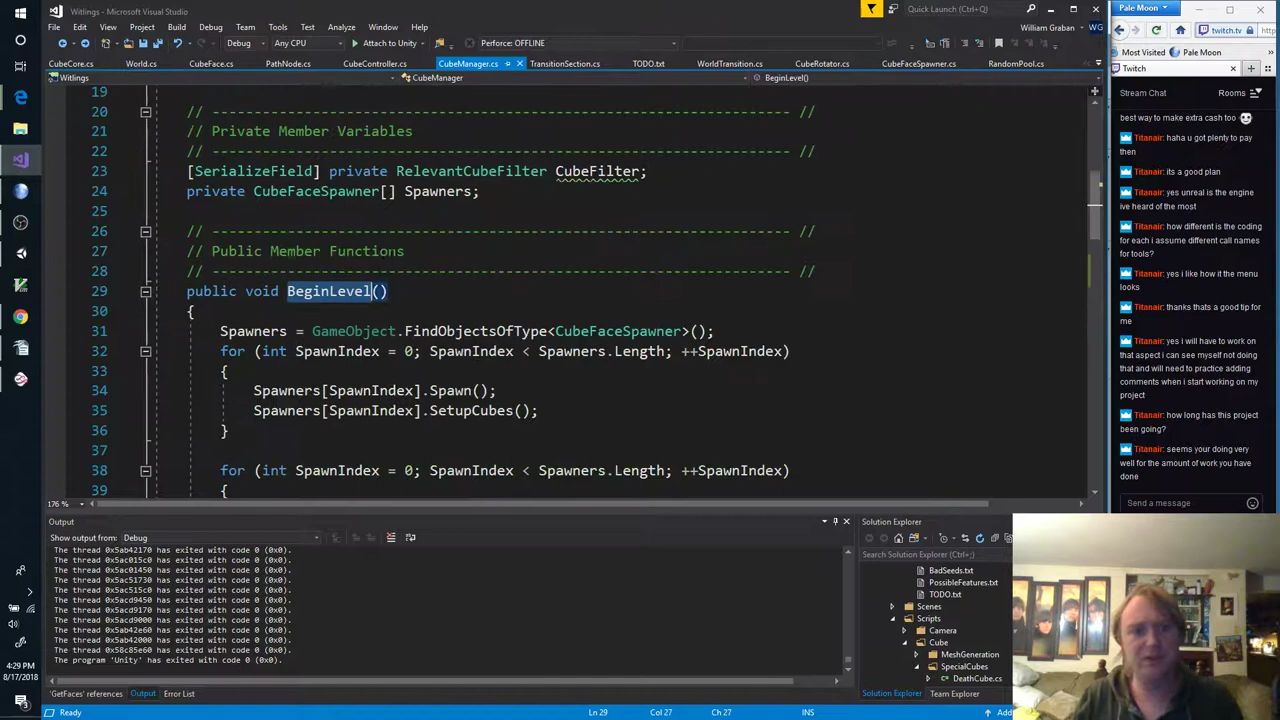 Witlings - Microsoft Visual Studio
Quick Launch (Ctrl+Q)
Pale Moon
File Edit View Project Build Debug Team Tools Architecture Test Analyze Window Help
William Graban
WG
Debug
Any CPU
Attach to Unity
Perforce: OFFLINE
twitch.tv
http
Most Visited
Pale Moon
CubeCore.cs World.cs CubeFace.cs PathNode.cs CubeController.cs CubeManager.cs TransitionSection.cs TODO.txt WorldTransition.cs CubeRotator.cs CubeFaceSpawner.cs RandomPool.cs
Twitch
Witlings
CubeManager
BeginLevel()
Stream Chat
Rooms
19
20 // --------------------------------------------------------------------- //
21 // Private Member Variables
22 // --------------------------------------------------------------------- //
23 [SerializeField] private RelevantCubeFilter CubeFilter;
24 private CubeFaceSpawner[] Spawners;
25
26 // --------------------------------------------------------------------- //
27 // Public Member Functions
28 // --------------------------------------------------------------------- //
29 public void BeginLevel()
30 {
31 Spawners = GameObject.FindObjectsOfType<CubeFaceSpawner>();
32 for (int SpawnIndex = 0; SpawnIndex < Spawners.Length; ++SpawnIndex)
33 {
34 Spawners[SpawnIndex].Spawn();
35 Spawners[SpawnIndex].SetupCubes();
36 }
37
38 for (int SpawnIndex = 0; SpawnIndex < Spawners.Length; ++SpawnIndex)
39 {
176 %
best way to make extra cash too
Titanair: haha u got plenty to pay
then
Titanair: its a good plan
Titanair: yes unreal is the engine
ive heard of the most
Titanair: how different is the coding
for each i assume different call names
for tools?
Titanair: yes i like how it the menu
looks
Titanair: thanks thats a good tip for
me
Titanair: yes i will have to work on
that aspect i can see myself not doing
that and will need to practice adding
comments when i start working on my
project
Titanair: how long has this project
been going?
Titanair: seems your doing very
well for the amount of work you have
done
Send a message
Output
Show output from: Debug
The thread 0x5ab42170 has exited with code 0 (0x0).
The thread 0x5ac015c0 has exited with code 0 (0x0).
The thread 0x5ac01450 has exited with code 0 (0x0).
The thread 0x5ac51730 has exited with code 0 (0x0).
The thread 0x5ac515c0 has exited with code 0 (0x0).
The thread 0x5acd9450 has exited with code 0 (0x0).
The thread 0x5acd9170 has exited with code 0 (0x0).
The thread 0x5acd9000 has exited with code 0 (0x0).
The thread 0x5ab42e60 has exited with code 0 (0x0).
The thread 0x5ab42000 has exited with code 0 (0x0).
The thread 0x58c85e60 has exited with code 0 (0x0).
The program 'Unity' has exited with code 0 (0x0).
Solution Explorer
Search Solution Explorer (Ctrl+;)
BadSeeds.txt
PossibleFeatures.txt
TODO.txt
Scenes
Scripts
Camera
Cube
MeshGeneration
SpecialCubes
DeathCube.cs
'GetFaces' references Output Error List
Solution Explorer Team Explorer
Ready
Ln 29 Col 27 Ch 27 INS
Add
4:29 PM
8/17/2018
3